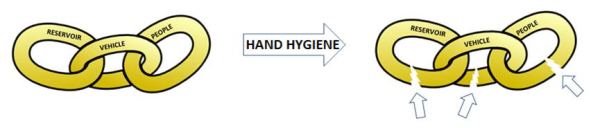 RESERVOIR
VEHICLE
PEOPLE
HAND HYGIENE
RESERVOIR
VEHICLE
PEOPLE